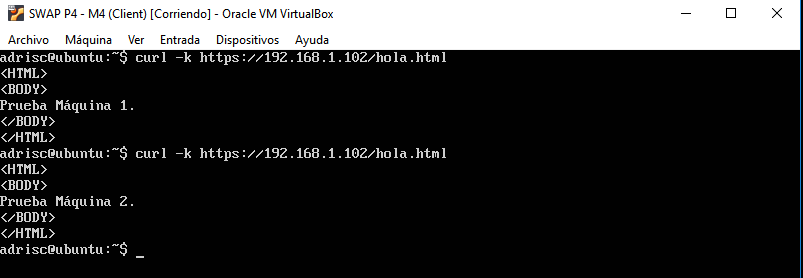 SWAP P4 - M4 (Client) [Corriendo] - Oracle VM VirtualBox
Archivo Máquina Ver Entrada Dispositivos Ayuda
adrisc@ubuntu:~$ curl -k https://192.168.1.102/hola.html
<HTML>
<BODY>
Prueba Máquina 1.
</BODY>
</HTML>
adrisc@ubuntu:~$ curl -k https://192.168.1.102/hola.html
<HTML>
<BODY>
Prueba Máquina 2.
</BODY>
</HTML>
adrisc@ubuntu:~$ _